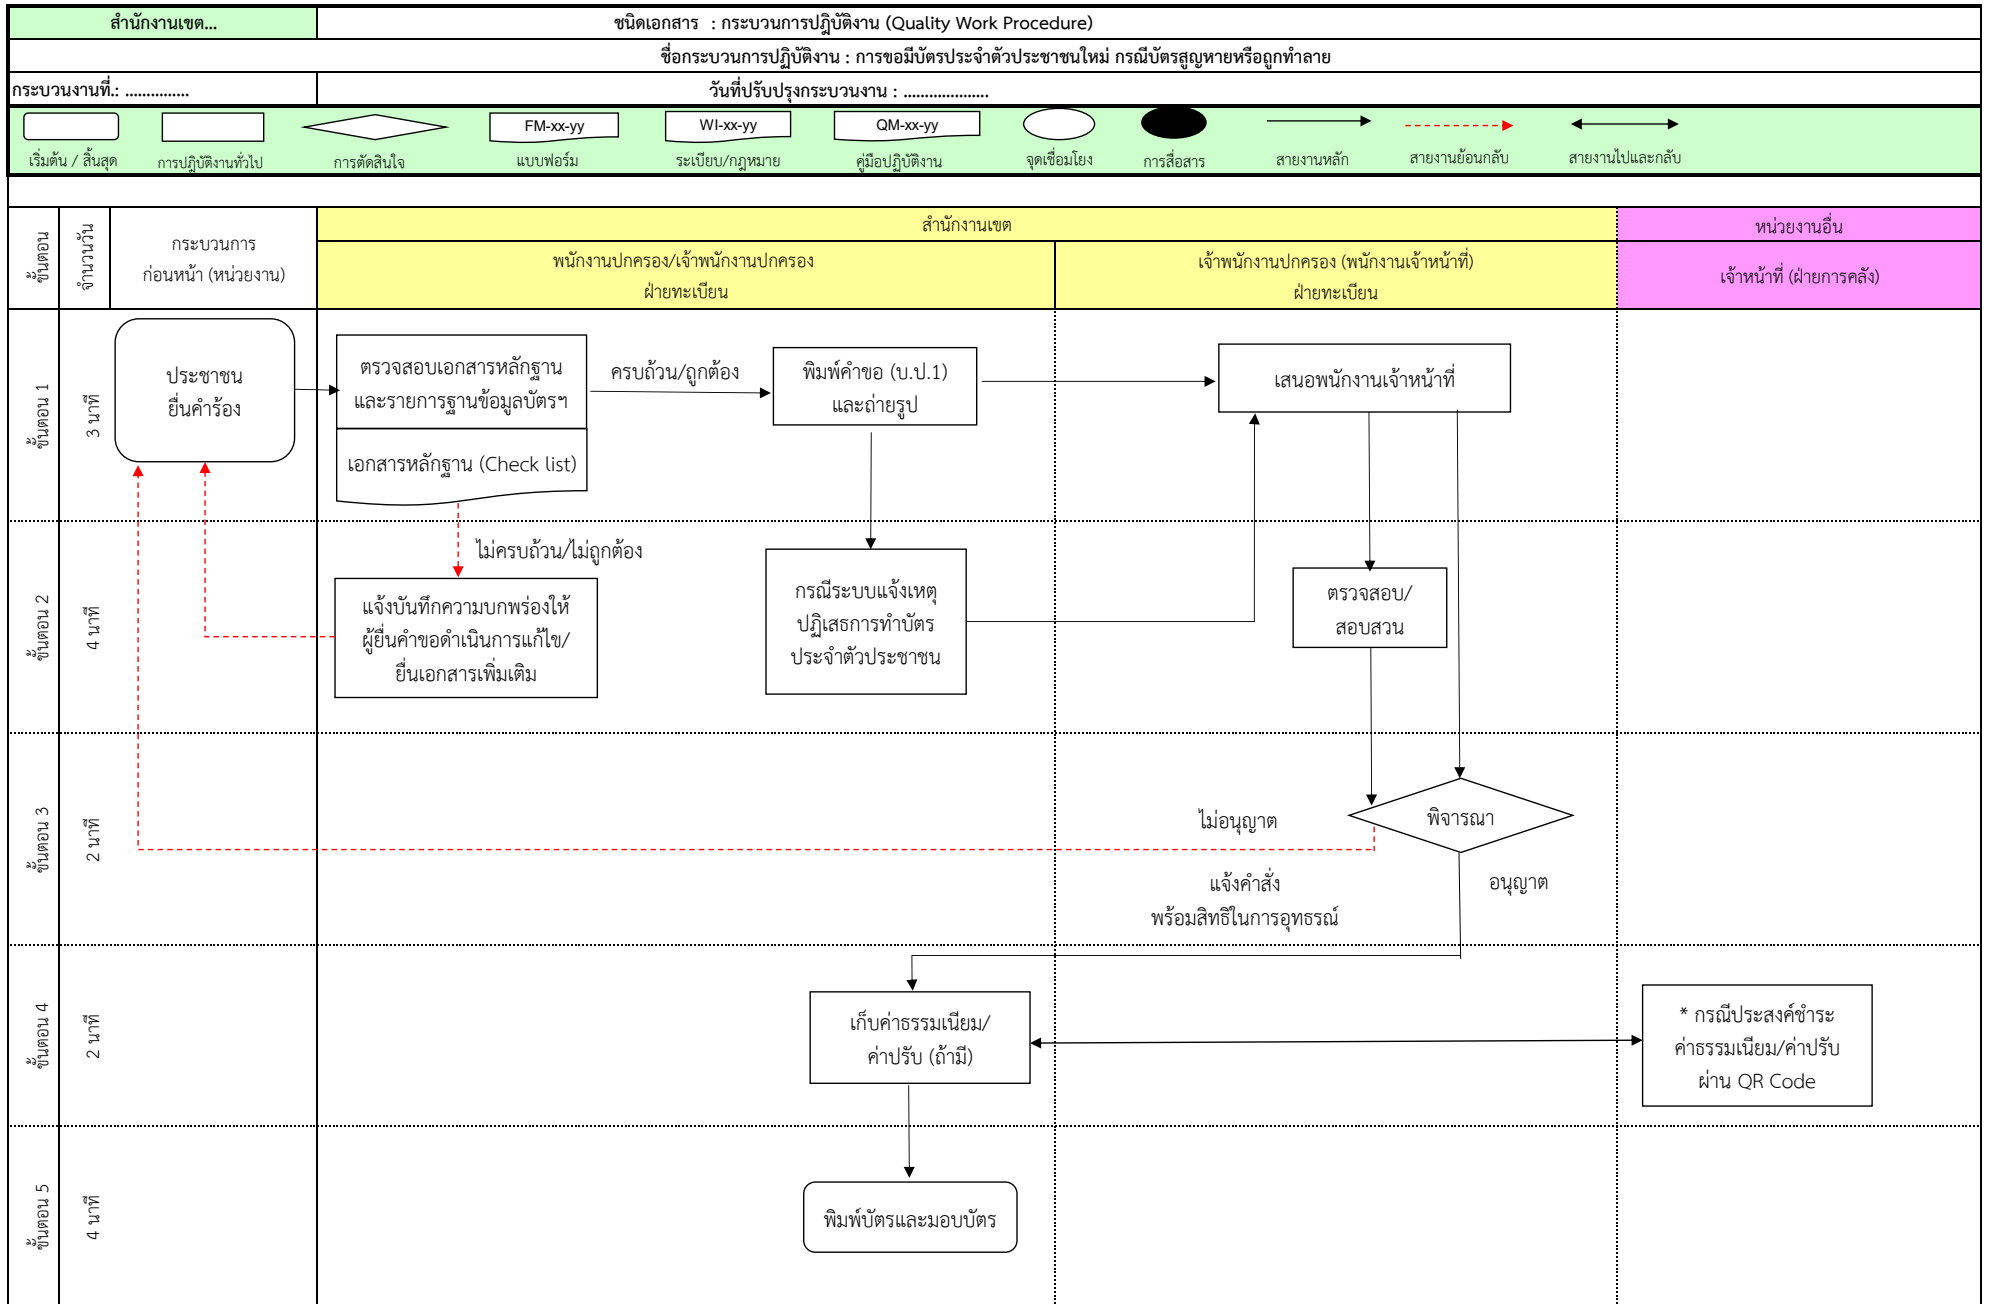 สำนักงานเขต...
ชนิดเอกสาร : กระบวนการปฏิบัติงาน (Quality Work Procedure)
ชื่อกระบวนการปฏิบัติงาน : การขอมีบัตรประจำตัวประชาชนใหม่ กรณีบัตรสูญหายหรือถูกทำลาย
กระบวนงานที่.: ...............
วันที่ปรับปรุงกระบวนงาน : ....................
FM-xx-yy
WI-xx-yy
QM-xx-yy
เริ่มต้น / สิ้นสุด
การปฏิบัติงานทั่วไป
การตัดสินใจ
แบบฟอร์ม
ระเบียบ/กฎหมาย
คู่มือปฏิบัติงาน
จุดเชื่อมโยง
การสื่อสาร
สายงานหลัก
สายงานย้อนกลับ
สายงานไปและกลับ
ขั้นตอน
จำนวนวัน
กระบวนการ
ก่อนหน้า (หน่วยงาน)
สำนักงานเขต
หน่วยงานอื่น
พนักงานปกครอง/เจ้าพนักงานปกครอง
ฝ่ายทะเบียน
เจ้าพนักงานปกครอง (พนักงานเจ้าหน้าที่)
ฝ่ายทะเบียน
เจ้าหน้าที่ (ฝ่ายการคลัง)
ขั้นตอน 1
3 นาที
ประชาชน
ยื่นคำร้อง
ตรวจสอบเอกสารหลักฐาน
และรายการฐานข้อมูลบัตรฯ
เอกสารหลักฐาน (Check list)
ครบถ้วน/ถูกต้อง
พิมพ์คำขอ (บ.ป.1)
และถ่ายรูป
เสนอพนักงานเจ้าหน้าที่
ขั้นตอน 2
4 นาที
ไม่ครบถ้วน/ไม่ถูกต้อง
แจ้งบันทึกความบกพร่องให้
ผู้ยื่นคำขอดำเนินการแก้ไข/
ยื่นเอกสารเพิ่มเติม
กรณีระบบแจ้งเหตุ
ปฏิเสธการทำบัตร
ประจำตัวประชาชน
ตรวจสอบ/
สอบสวน
ขั้นตอน 3
2 นาที
ไม่อนุญาต
พิจารณา
แจ้งคำสั่ง
พร้อมสิทธิในการอุทธรณ์
อนุญาต
ขั้นตอน 4
2 นาที
เก็บค่าธรรมเนียม/
ค่าปรับ (ถ้ามี)
* กรณีประสงค์ชำระ
ค่าธรรมเนียม/ค่าปรับ
ผ่าน QR Code
ขั้นตอน 5
4 นาที
พิมพ์บัตรและมอบบัตร